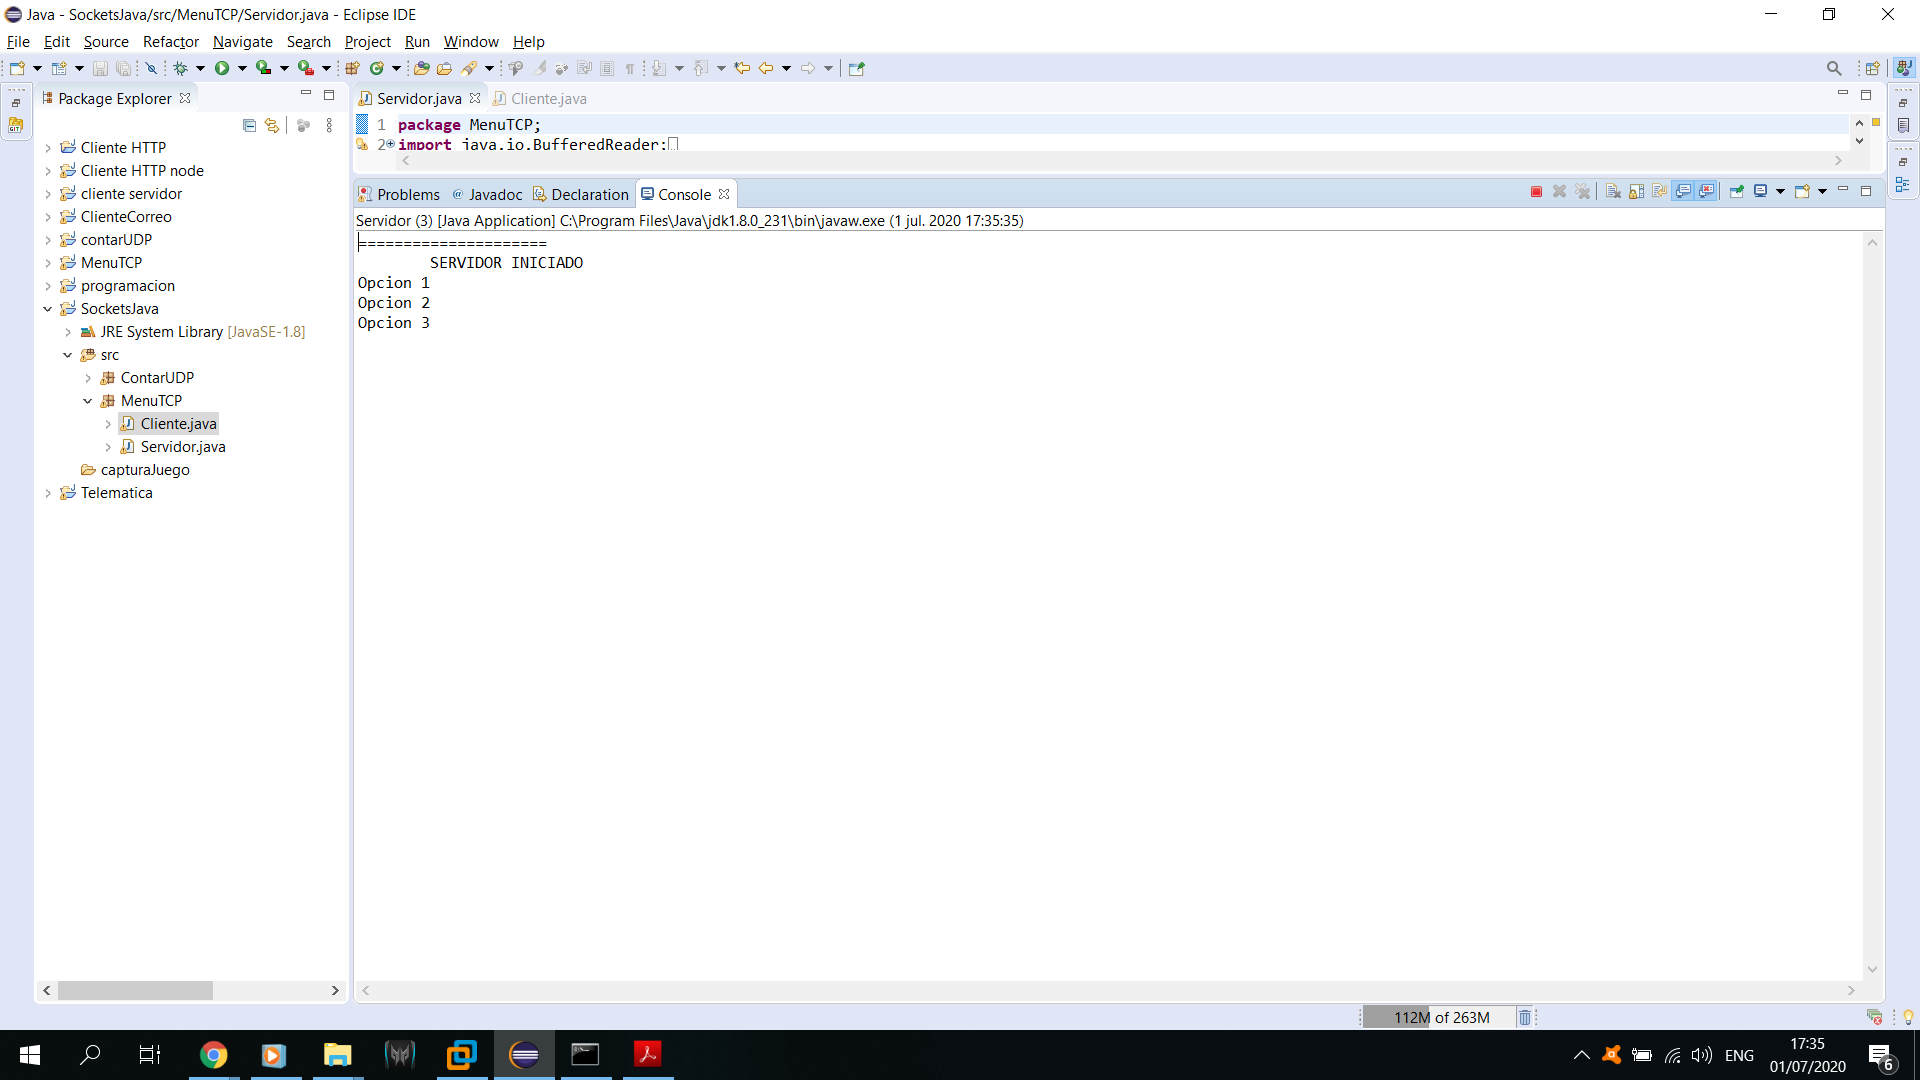 Java - SocketsJava/src/MenuTCP/Servidor.java - Eclipse IDE
File Edit Source Refactor Navigate Search Project Run Window Help
Package Explorer
Cliente HTTP
Cliente HTTP node
cliente servidor
ClienteCorreo
contarUDP
MenuTCP
programacion
SocketsJava
JRE System Library [JavaSE-1.8]
src
ContarUDP
MenuTCP
Cliente.java
Servidor.java
capturaJuego
Telematica
Servidor.java Cliente.java
1 package MenuTCP;
2 import java.io.BufferedReader;
Problems @ Javadoc Declaration Console
Servidor (3) [Java Application] C:\Program Files\Java\jdk1.8.0_231\bin\javaw.exe (1 jul. 2020 17:35:35)
=====================
SERVIDOR INICIADO
Opcion 1
Opcion 2
Opcion 3
112M of 263M
ENG
17:35
01/07/2020
6